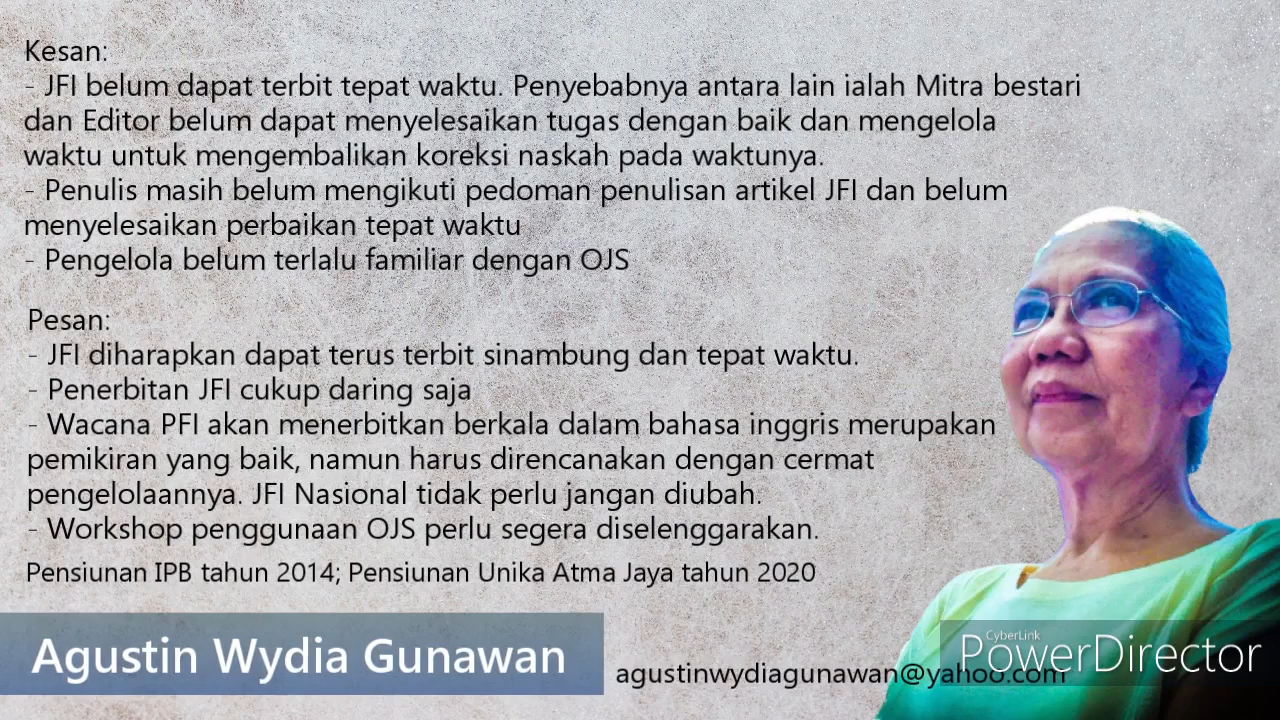 Kesan:
- JFI belum dapat terbit tepat waktu. Penyebabnya antara lain ialah Mitra bestari
dan Editor belum dapat menyelesaikan tugas dengan baik dan mengelola
waktu untuk mengembalikan koreksi naskah pada waktunya.
- Penulis masih belum mengikuti pedoman penulisan artikel JFI dan belum
menyelesaikan perbaikan tepat waktu
- Pengelola belum terlalu familiar dengan OJS
Pesan:
- JFI diharapkan dapat terus terbit sinambung dan tepat waktu.
- Penerbitan JFI cukup daring saja
- Wacana PFI akan menerbitkan berkala dalam bahasa inggris merupakan
pemikiran yang baik, namun harus direncanakan dengan cermat
pengelolaannya. JFI Nasional tidak perlu jangan diubah.
- Workshop penggunaan OJS perlu segera diselenggarakan.
Pensiunan IPB tahun 2014; Pensiunan Unika Atma Jaya tahun 2020
Agustin Wydia Gunawan
agustinwydiagunawan@yahoo.com
CyberLink
PowerDirector